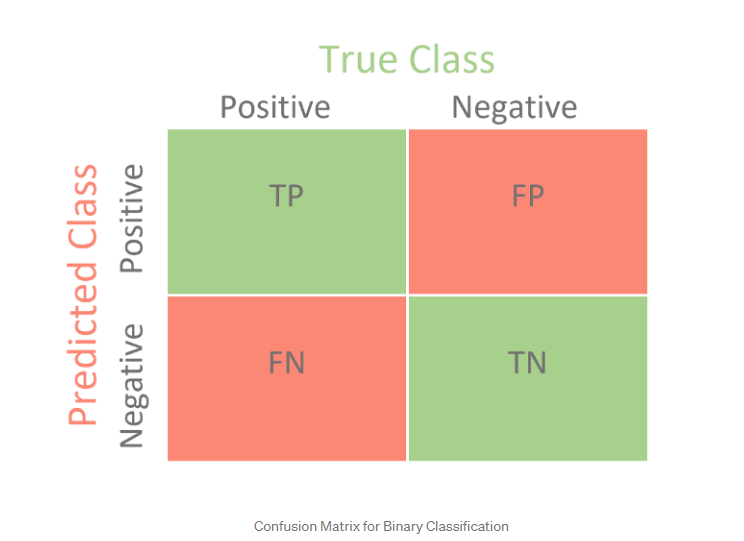 True Class
Positive Negative
Predicted Class
Positive
TP FP
Negative
FN TN
Confusion Matrix for Binary Classification